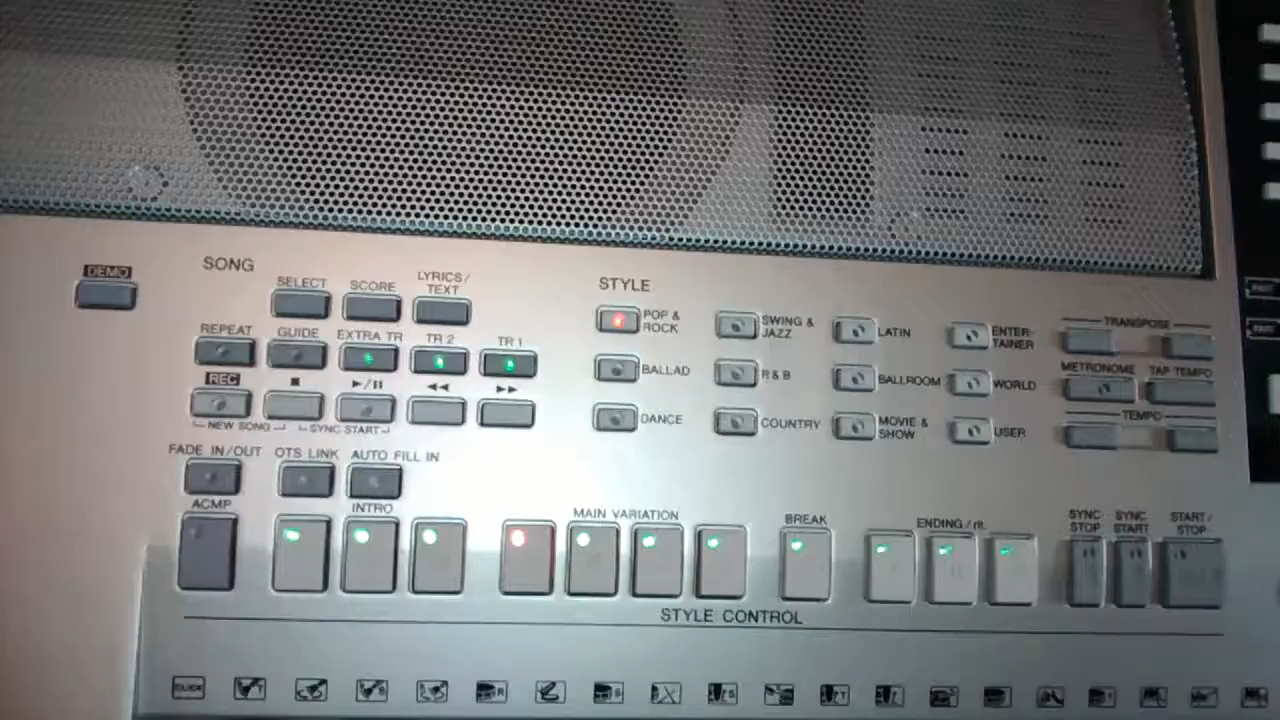 DEMO
SONG
SELECT
SCORE
LYRICS/
TEXT
REPEAT
GUIDE
EXTRA TR
TR 2
TR 1
REC
NEW SONG
SYNC START
STYLE
POP &
ROCK
SWING &
JAZZ
LATIN
ENTER-
TAINER
BALLAD
R & B
BALLROOM
WORLD
DANCE
COUNTRY
MOVIE &
SHOW
USER
TRANSPOSE
METRONOME
TAP TEMPO
TEMPO
FADE IN/OUT
OTS LINK
AUTO FILL IN
ACMP
INTRO
MAIN VARIATION
BREAK
ENDING / rit.
SYNC
STOP
SYNC
START
START /
STOP
STYLE CONTROL
CLICK